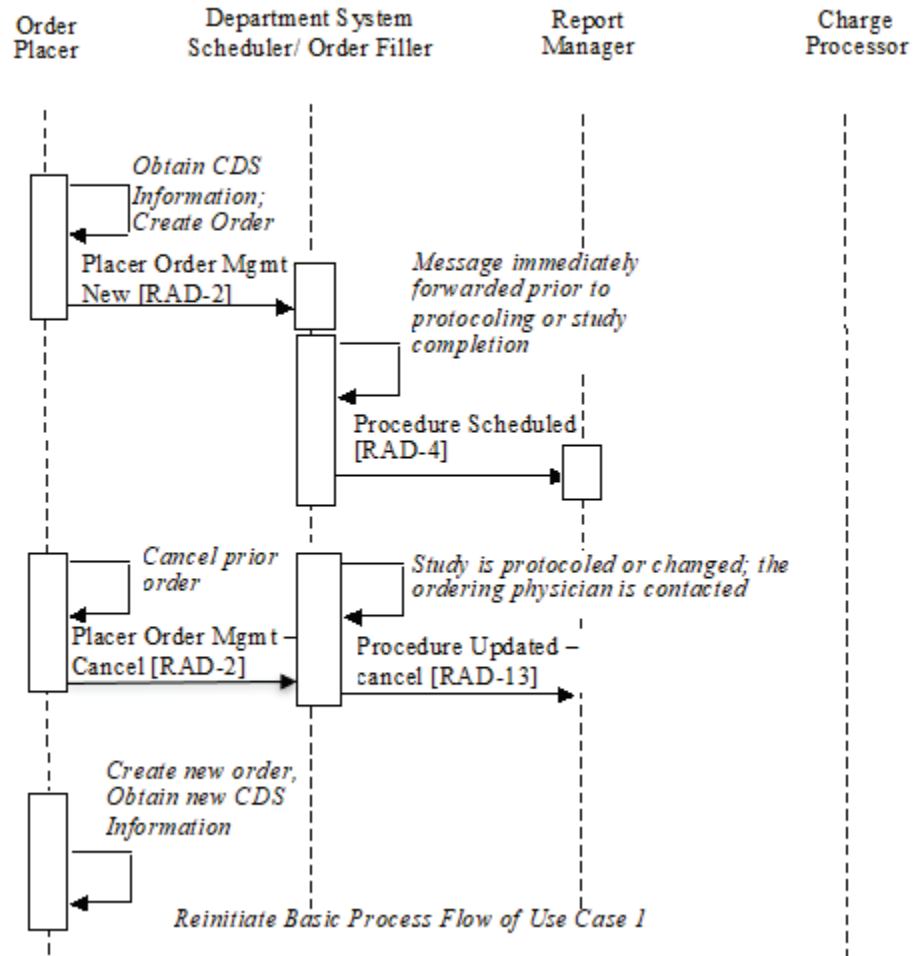 Order
Placer
Department System
Scheduler/ Order Filler
Report
Manager
Charge
Processor
Obtain CDS
Information;
Create Order
Placer Order Mgmt
New [RAD-2]
Message immediately
forwarded prior to
protocoling or study
completion
Procedure Scheduled
[RAD-4]
Cancel prior
order
Study is protocoled or changed; the
ordering physician is contacted
Placer Order Mgmt –
Cancel [RAD-2]
Procedure Updated –
cancel [RAD-13]
Create new order,
Obtain new CDS
Information
Reinitiate Basic Process Flow of Use Case 1